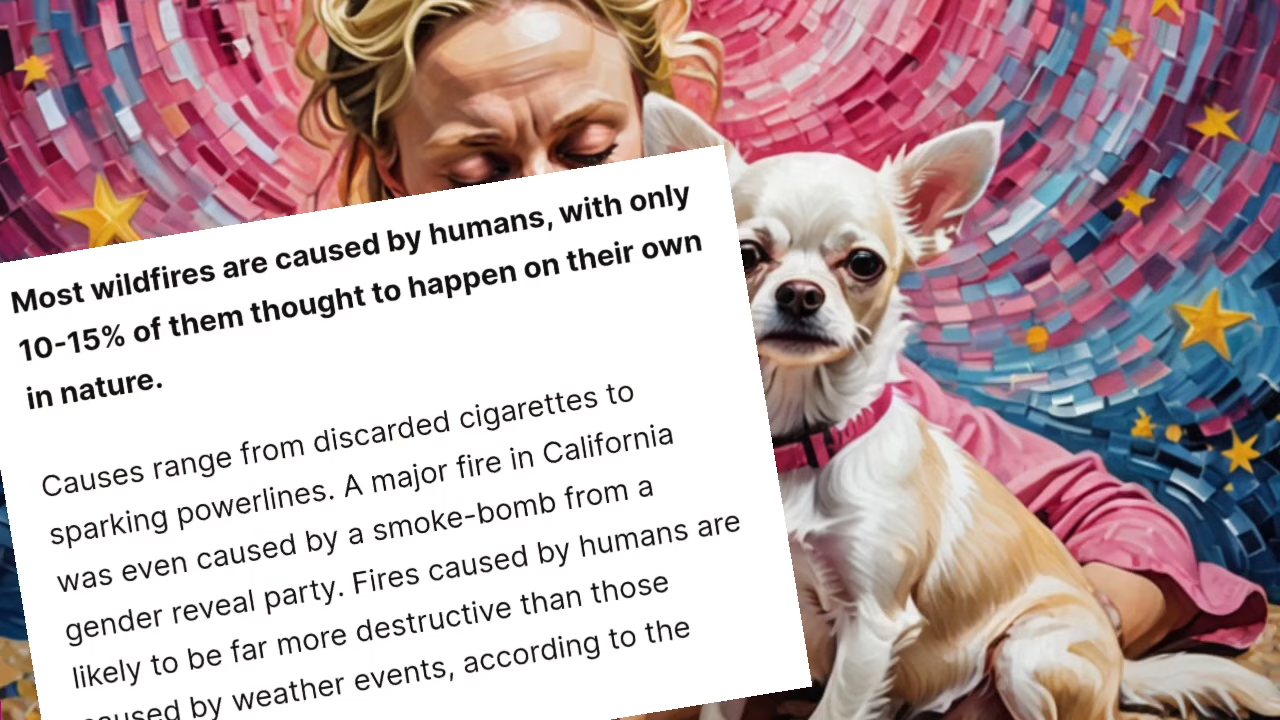 Most wildfires are caused by humans, with only
10-15% of them thought to happen on their own
in nature.
Causes range from discarded cigarettes to
sparking powerlines. A major fire in California
was even caused by a smoke-bomb from a
gender reveal party. Fires caused by humans are
likely to be far more destructive than those
caused by weather events, according to the